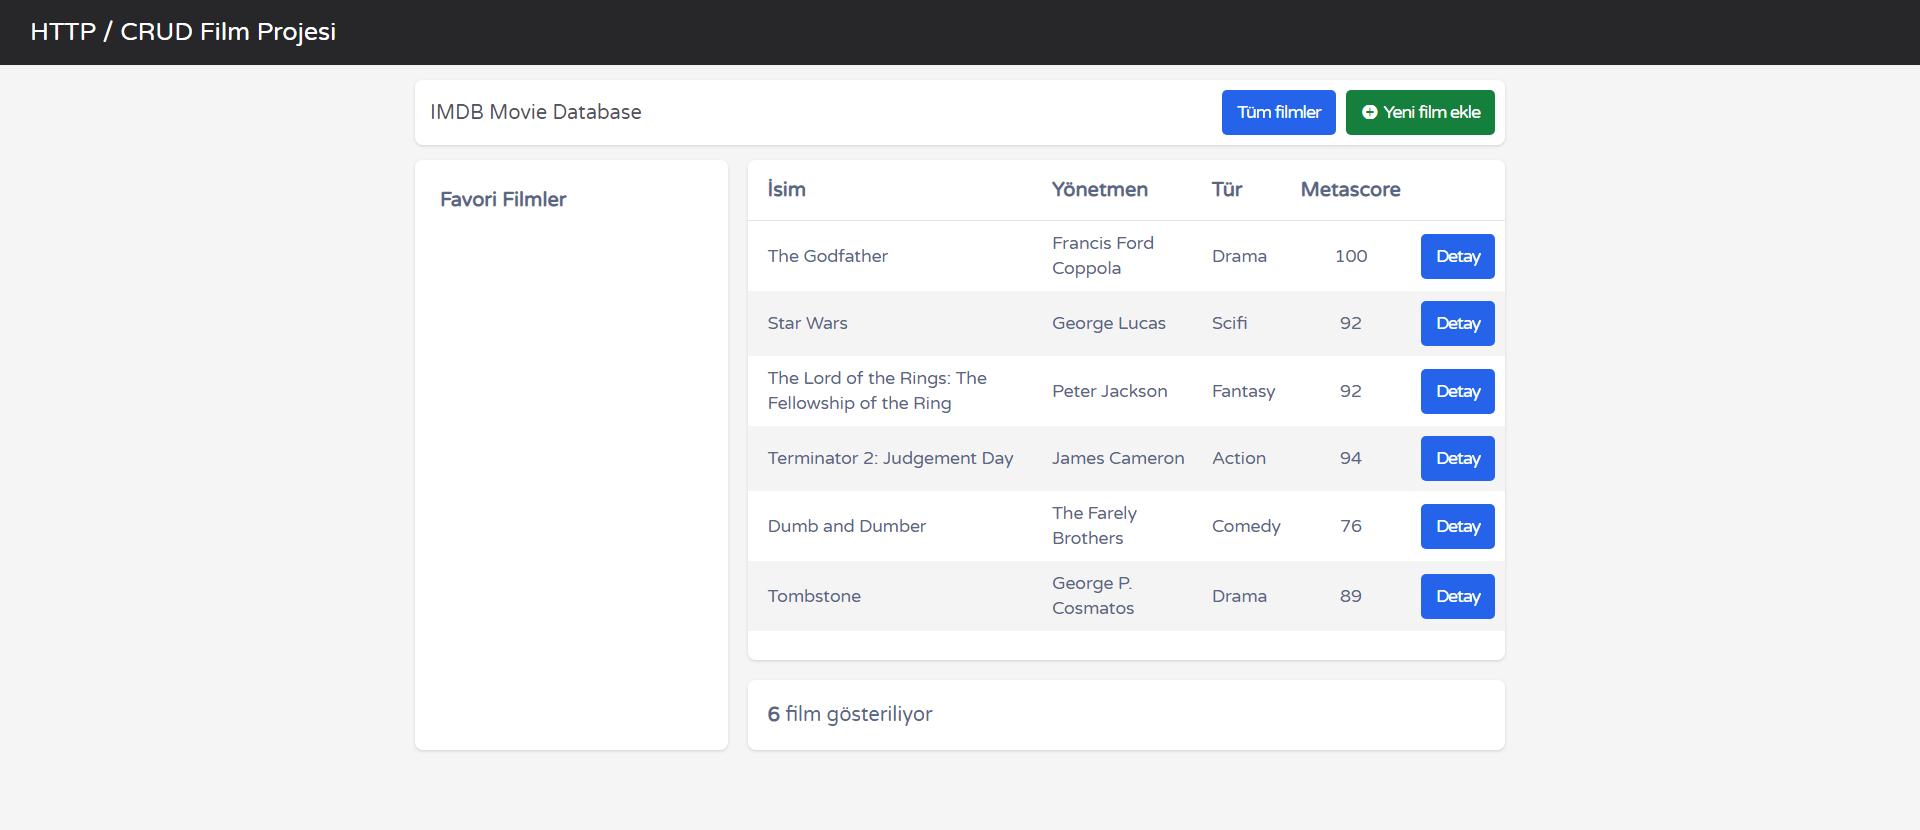 HTTP / CRUD Film Projesi
IMDB Movie Database
Tüm filmler
Yeni film ekle
Favori Filmler
İsim Yönetmen Tür Metascore
The Godfather Francis Ford Coppola Drama 100 Detay
Star Wars George Lucas Scifi 92 Detay
The Lord of the Rings: The Fellowship of the Ring Peter Jackson Fantasy 92 Detay
Terminator 2: Judgement Day James Cameron Action 94 Detay
Dumb and Dumber The Farely Brothers Comedy 76 Detay
Tombstone George P. Cosmatos Drama 89 Detay
6 film gösteriliyor